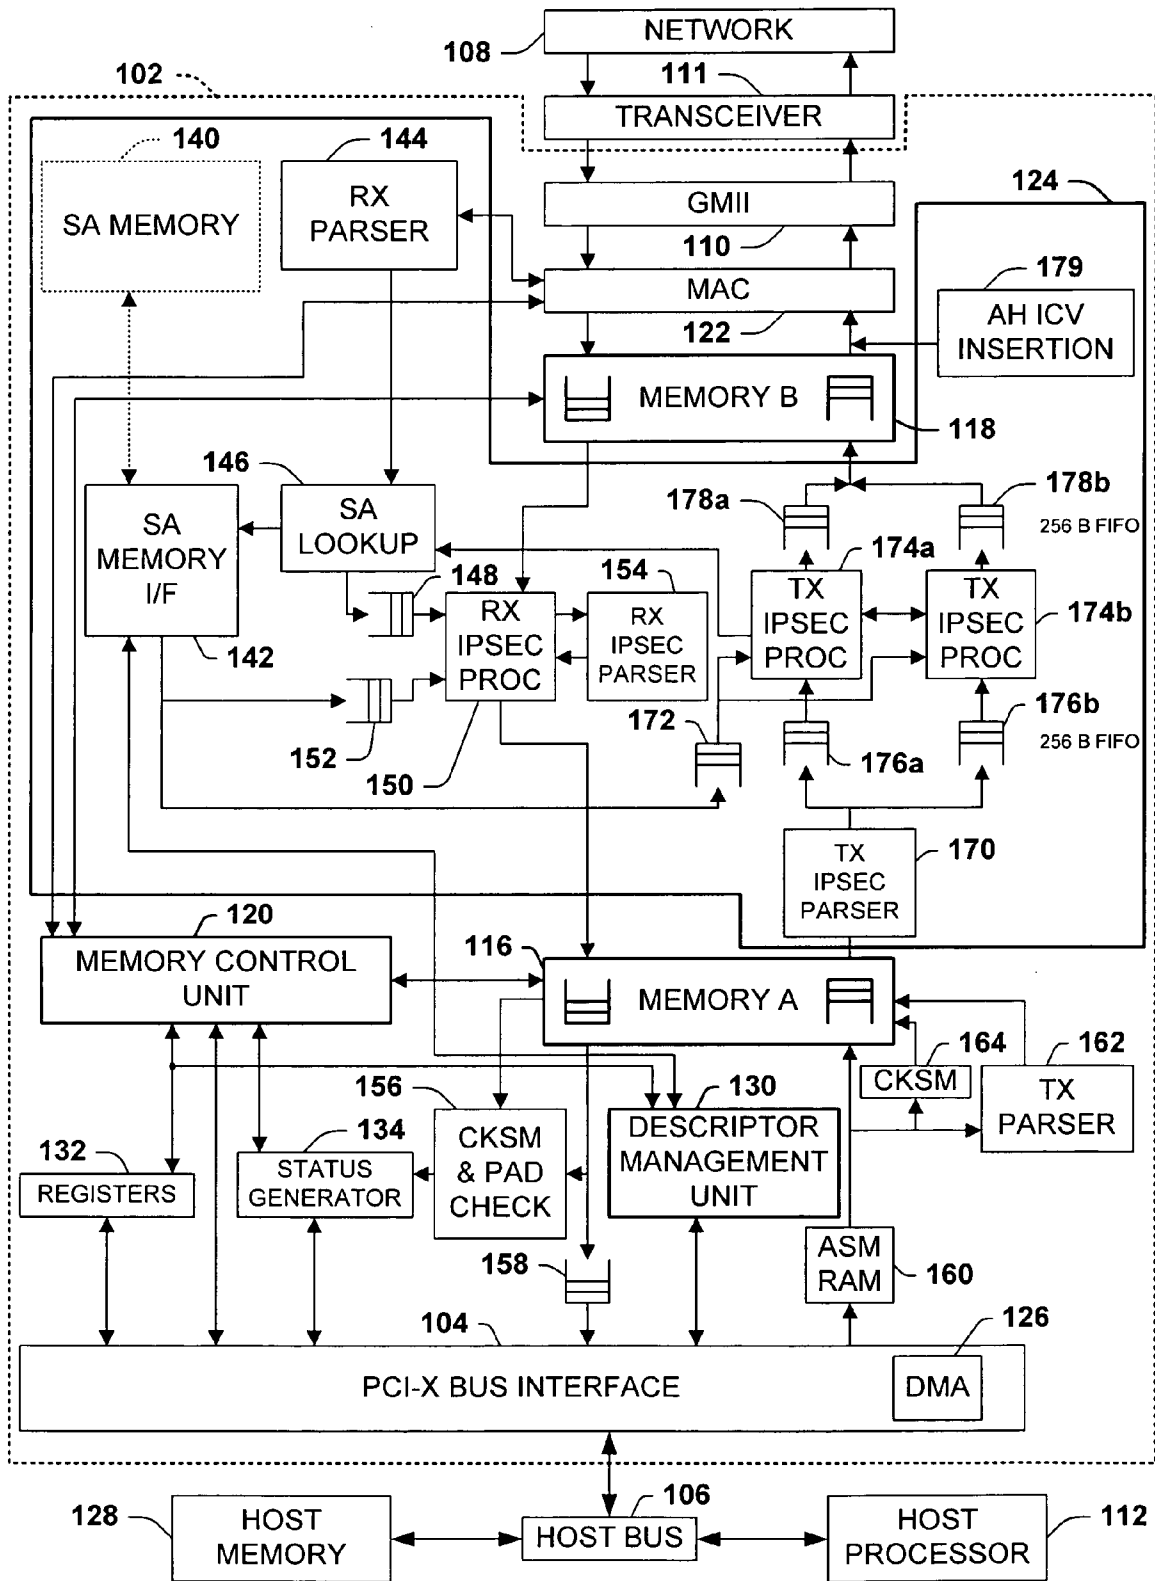 NETWORK
108
111
102
TRANSCEIVER
140
144
124
SA MEMORY
RX
PARSER
GMII
110
179
MAC
122
AH ICV
INSERTION
MEMORY B
118
146
178a
178b
256 B FIFO
SA
MEMORY
I/F
SA
LOOKUP
148
154
174a
TX
IPSEC
PROC
TX
IPSEC
PROC
174b
RX
IPSEC
PROC
RX
IPSEC
PARSER
142
152
150
172
176a
176b
256 B FIFO
TX
IPSEC
PARSER
170
120
MEMORY CONTROL
UNIT
116
MEMORY A
164
162
CKSM
TX
PARSER
156
130
134
132
CKSM
& PAD
CHECK
DESCRIPTOR
MANAGEMENT
UNIT
REGISTERS
STATUS
GENERATOR
158
ASM
RAM
160
104
126
PCI-X BUS INTERFACE
DMA
128
HOST
MEMORY
106
HOST BUS
HOST
PROCESSOR
112